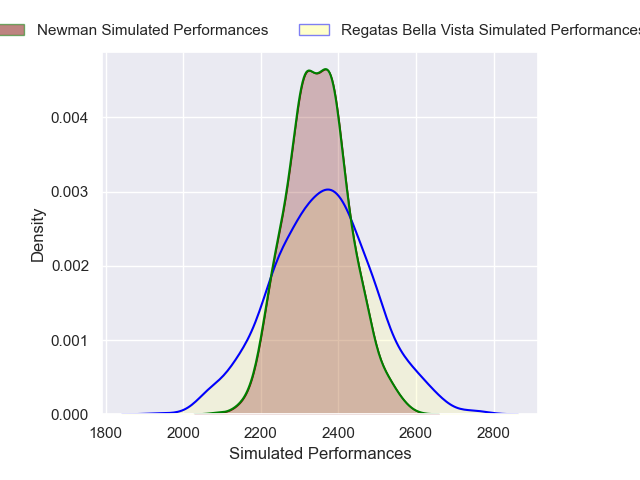 Newman Simulated Performances
Regatas Bella Vista Simulated Performances
0.004
0.003
0.002
0.001
0.000
Density
1800 2000 2200 2400 2600 2800
Simulated Performances